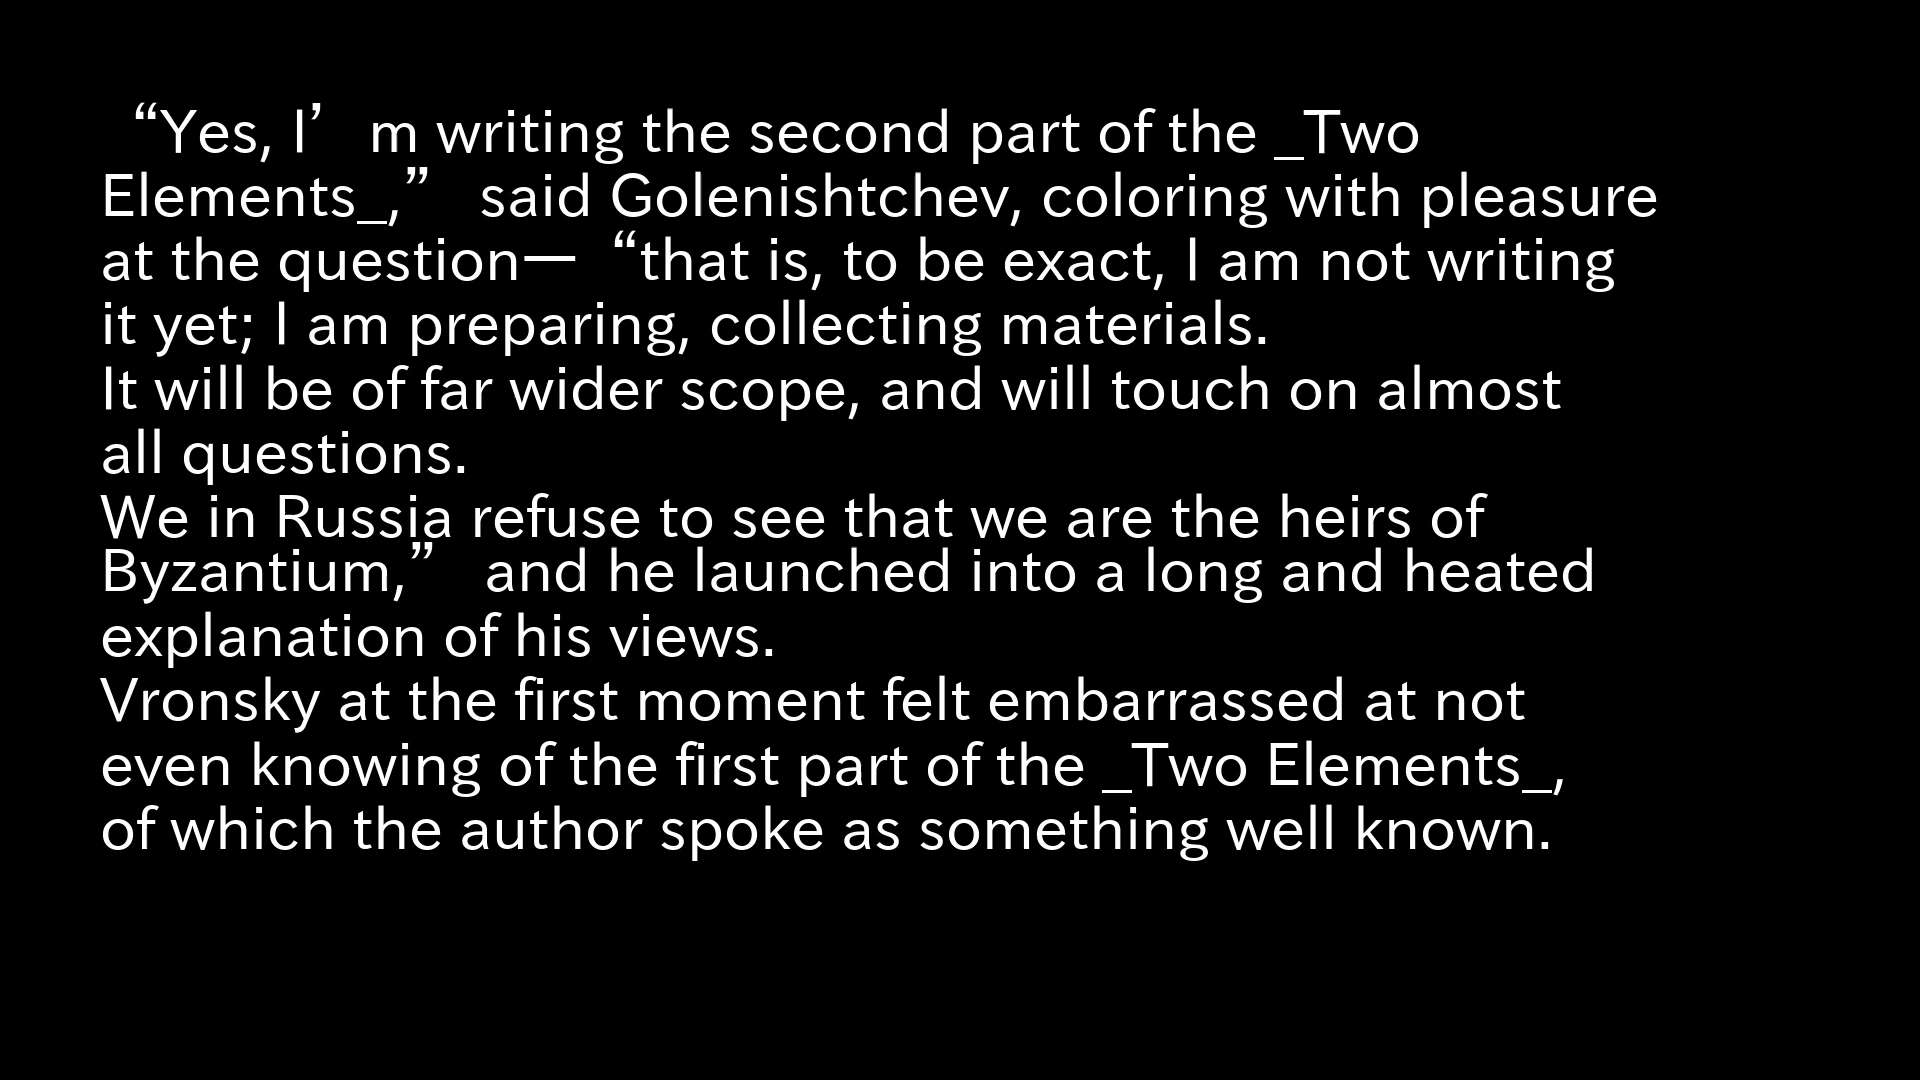 “Yes, I’m writing the second part of the _Two
Elements_,” said Golenishtchev, coloring with pleasure
at the question—“that is, to be exact, I am not writing
it yet; I am preparing, collecting materials.
It will be of far wider scope, and will touch on almost
all questions.
We in Russia refuse to see that we are the heirs of
Byzantium,” and he launched into a long and heated
explanation of his views.
Vronsky at the first moment felt embarrassed at not
even knowing of the first part of the _Two Elements_,
of which the author spoke as something well known.